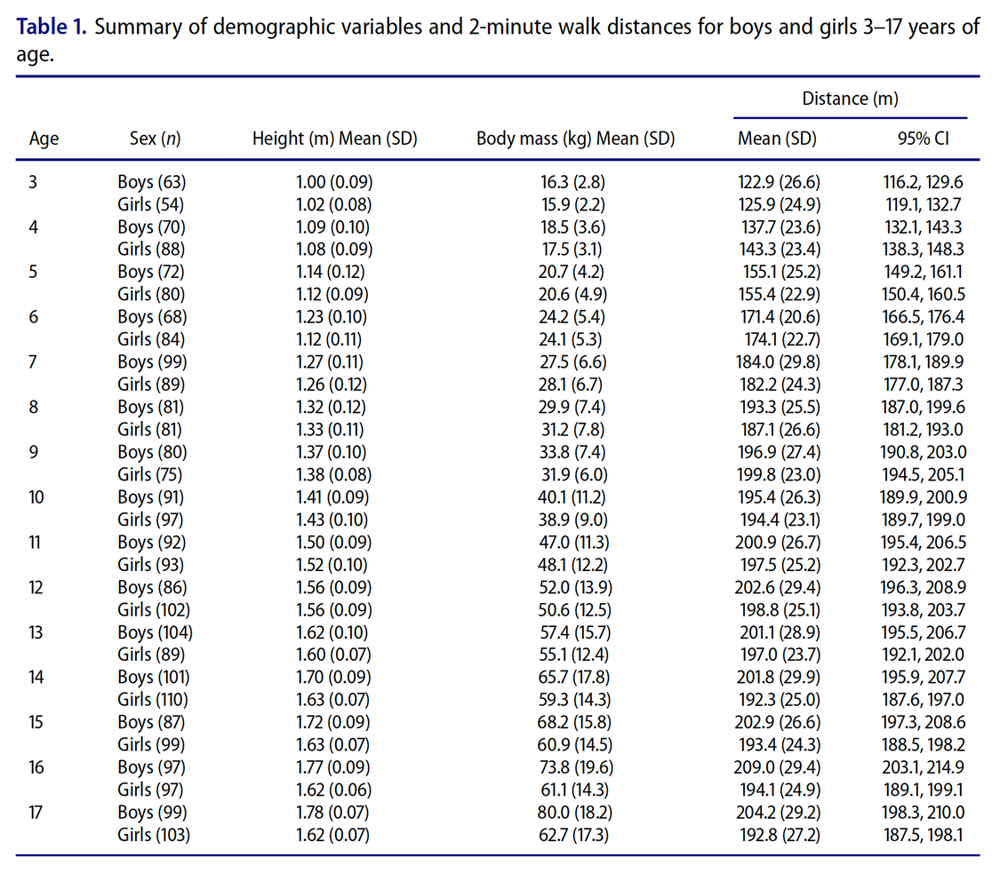 Table 1. Summary of demographic variables and 2-minute walk distances for boys and girls 3–17 years of
age.
Distance (m)
Age Sex (n) Height (m) Mean (SD) Body mass (kg) Mean (SD) Mean (SD) 95% CI
3 Boys (63) 1.00 (0.09) 16.3 (2.8) 122.9 (26.6) 116.2, 129.6
Girls (54) 1.02 (0.08) 15.9 (2.2) 125.9 (24.9) 119.1, 132.7
4 Boys (70) 1.09 (0.10) 18.5 (3.6) 137.7 (23.6) 132.1, 143.3
Girls (88) 1.08 (0.09) 17.5 (3.1) 143.3 (23.4) 138.3, 148.3
5 Boys (72) 1.14 (0.12) 20.7 (4.2) 155.1 (25.2) 149.2, 161.1
Girls (80) 1.12 (0.09) 20.6 (4.9) 155.4 (22.9) 150.4, 160.5
6 Boys (68) 1.23 (0.10) 24.2 (5.4) 171.4 (20.6) 166.5, 176.4
Girls (84) 1.12 (0.11) 24.1 (5.3) 174.1 (22.7) 169.1, 179.0
7 Boys (99) 1.27 (0.11) 27.5 (6.6) 184.0 (29.8) 178.1, 189.9
Girls (89) 1.26 (0.12) 28.1 (6.7) 182.2 (24.3) 177.0, 187.3
8 Boys (81) 1.32 (0.12) 29.9 (7.4) 193.3 (25.5) 187.0, 199.6
Girls (81) 1.33 (0.11) 31.2 (7.8) 187.1 (26.6) 181.2, 193.0
9 Boys (80) 1.37 (0.10) 33.8 (7.4) 196.9 (27.4) 190.8, 203.0
Girls (75) 1.38 (0.08) 31.9 (6.0) 199.8 (23.0) 194.5, 205.1
10 Boys (91) 1.41 (0.09) 40.1 (11.2) 195.4 (26.3) 189.9, 200.9
Girls (97) 1.43 (0.10) 38.9 (9.0) 194.4 (23.1) 189.7, 199.0
11 Boys (92) 1.50 (0.09) 47.0 (11.3) 200.9 (26.7) 195.4, 206.5
Girls (93) 1.52 (0.10) 48.1 (12.2) 197.5 (25.2) 192.3, 202.7
12 Boys (86) 1.56 (0.09) 52.0 (13.9) 202.6 (29.4) 196.3, 208.9
Girls (102) 1.56 (0.09) 50.6 (12.5) 198.8 (25.1) 193.8, 203.7
13 Boys (104) 1.62 (0.10) 57.4 (15.7) 201.1 (28.9) 195.5, 206.7
Girls (89) 1.60 (0.07) 55.1 (12.4) 197.0 (23.7) 192.1, 202.0
14 Boys (101) 1.70 (0.09) 65.7 (17.8) 201.8 (29.9) 195.9, 207.7
Girls (110) 1.63 (0.07) 59.3 (14.3) 192.3 (25.0) 187.6, 197.0
15 Boys (87) 1.72 (0.09) 68.2 (15.8) 202.9 (26.6) 197.3, 208.6
Girls (99) 1.63 (0.07) 60.9 (14.5) 193.4 (24.3) 188.5, 198.2
16 Boys (97) 1.77 (0.09) 73.8 (19.6) 209.0 (29.4) 203.1, 214.9
Girls (97) 1.62 (0.06) 61.1 (14.3) 194.1 (24.9) 189.1, 199.1
17 Boys (99) 1.78 (0.07) 80.0 (18.2) 204.2 (29.2) 198.3, 210.0
Girls (103) 1.62 (0.07) 62.7 (17.3) 192.8 (27.2) 187.5, 198.1